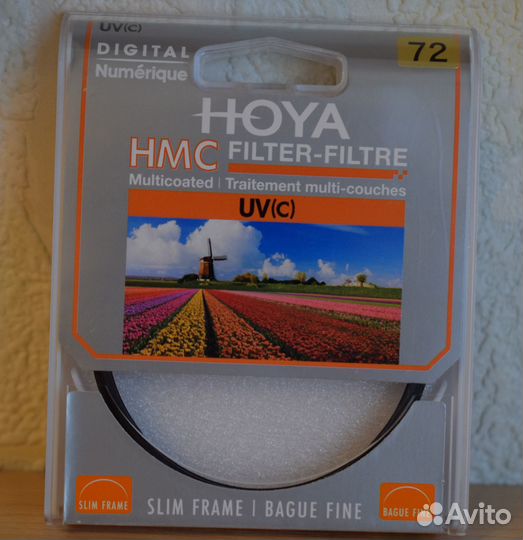 UV(C)
DIGITAL
Numérique
72
HOYA
HMC FILTER-FILTRE
Multicoated | Traitement multi-couches
UV(C)
SLIM FRAME
SLIM FRAME | BAGUE FINE
BAGUE FINE
Avito